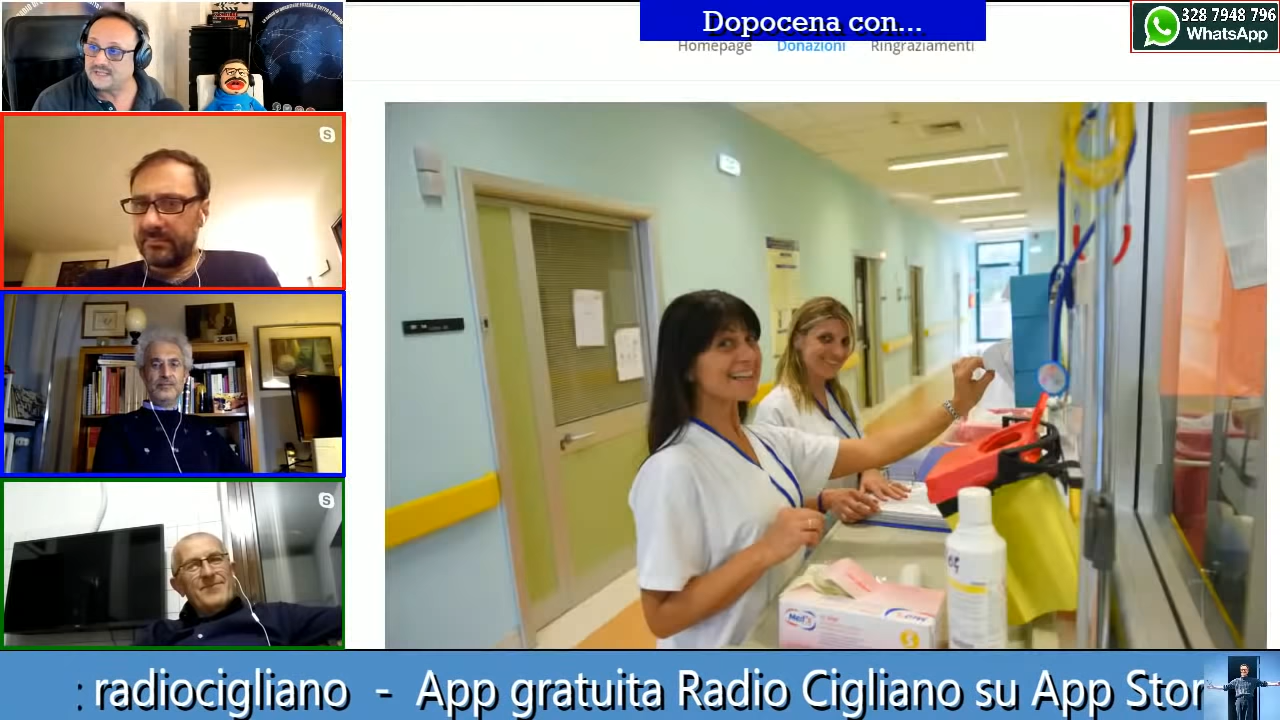 Dopocena con...
328 7948 796
WhatsApp
Homepage Donazioni Ringraziamenti
S
S
: radiocigliano - App gratuita Radio Cigliano su App Stor